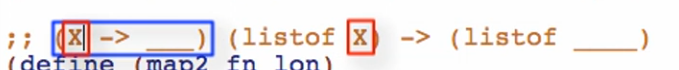 ;; (X -> ___) (listof X) -> (listof ____)
(define (map2 fn lon)